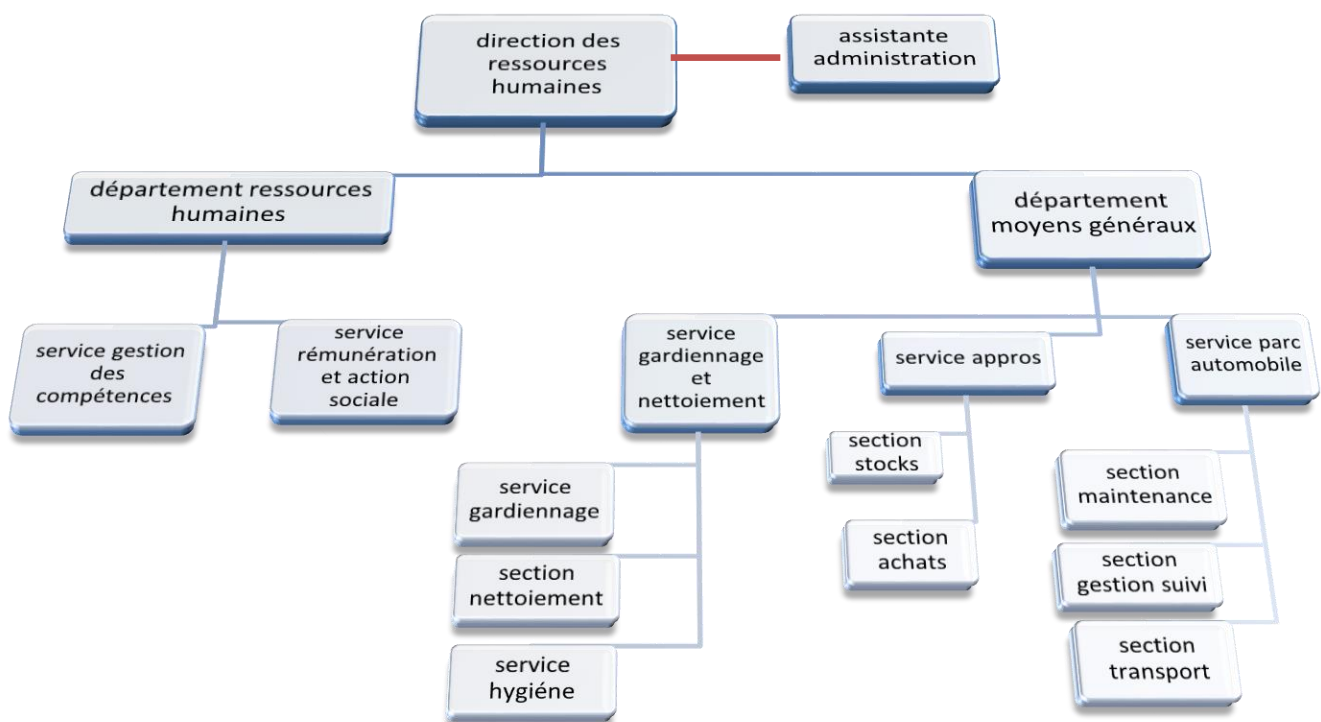 direction des
ressources
humaines
assistante
administration
département ressources
humaines
département
moyens généraux
service gestion
des
compétences
service
rémunération
et action
sociale
service
gardiennage
et
nettoiement
service appros
service parc
automobile
section
stocks
section
achats
service
gardiennage
section
nettoiement
service
hygiéne
section
maintenance
section
gestion suivi
section
transport